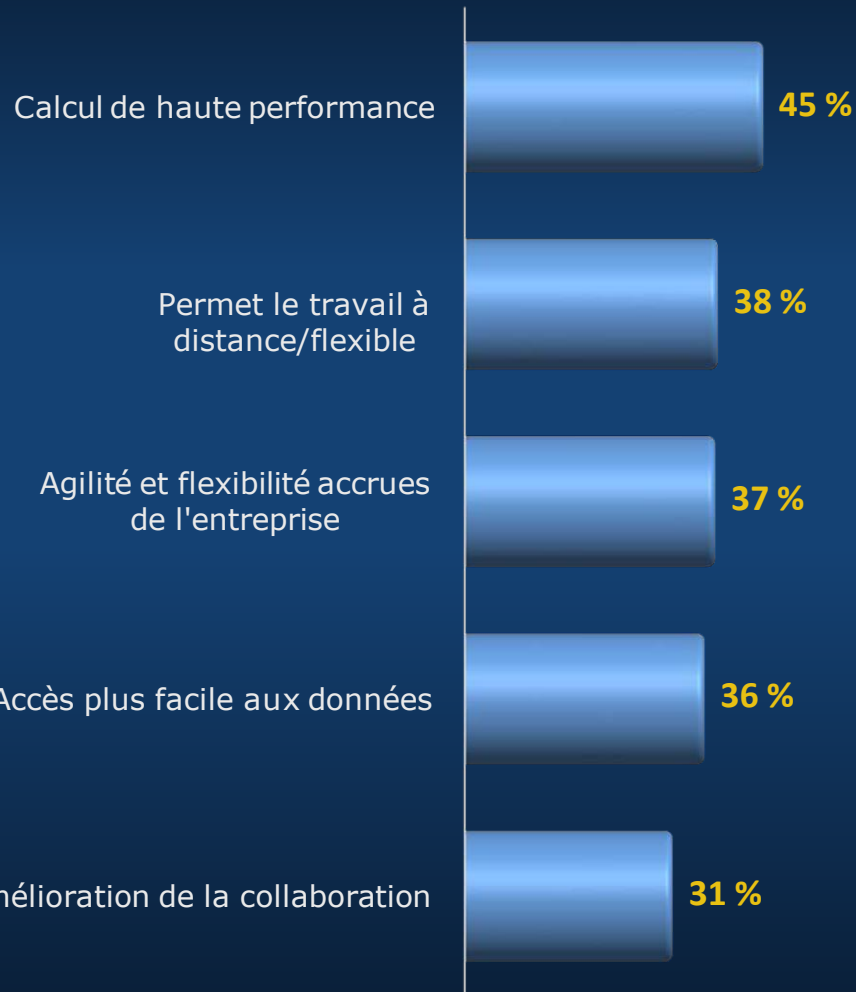 Calcul de haute performance
45 %
Permet le travail à
distance/flexible
38 %
Agilité et flexibilité accrues
de l'entreprise
37 %
Accès plus facile aux données
36 %
mélioration de la collaboration
31 %